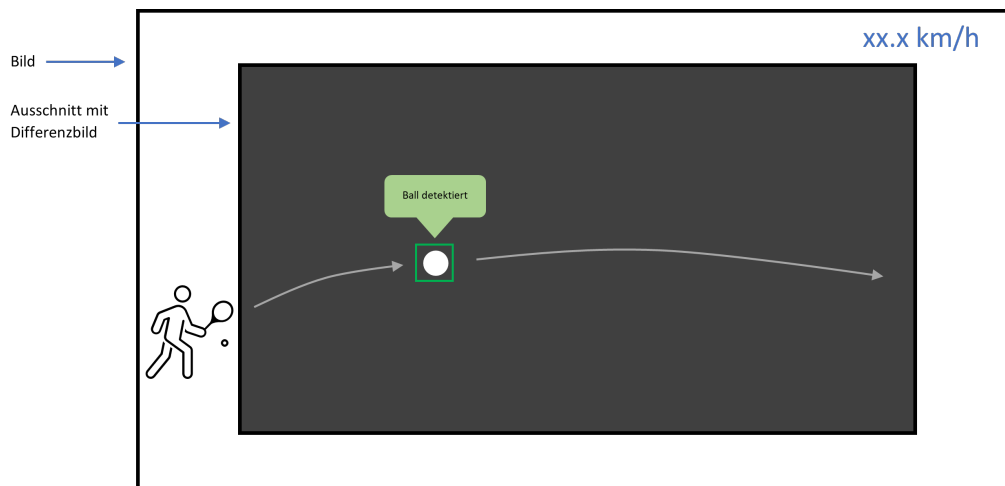 xx.x km/h
Bild
Ausschnitt mit
Differenzbild
Ball detektiert